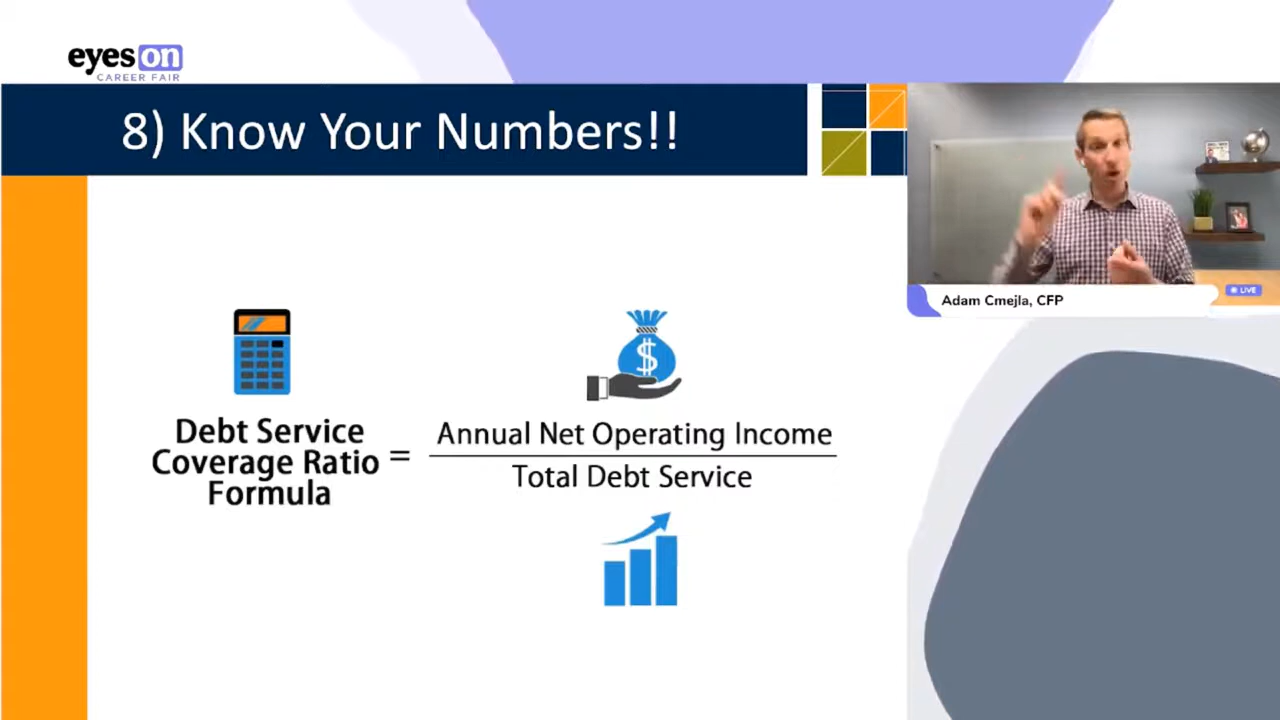 eyes on
CAREER FAIR
8) Know Your Numbers!!
LIVE
Adam Cmejla, CFP
$
Debt Service
Coverage Ratio
Formula
=
Annual Net Operating Income
Total Debt Service